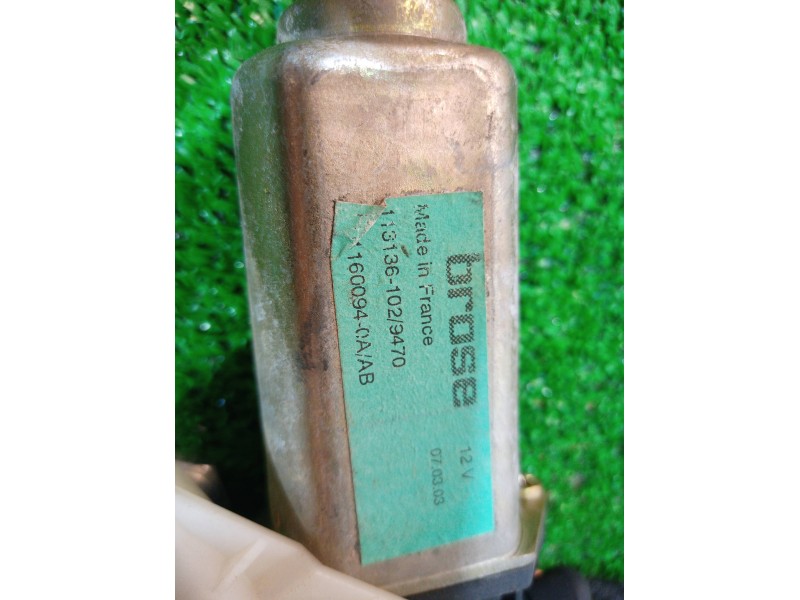 brose
12 V
07.03.03
Made in France
113136-102/9470
160094-0A/AB